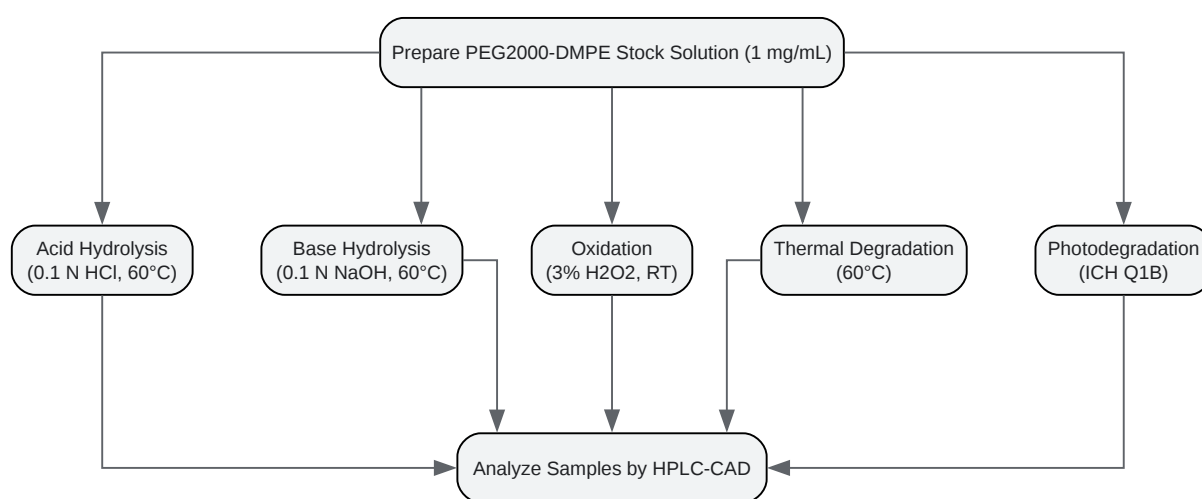 Prepare PEG2000-DMPE Stock Solution (1 mg/mL)
Acid Hydrolysis
(0.1 N HCl, 60°C)
Base Hydrolysis
(0.1 N NaOH, 60°C)
Oxidation
(3% H2O2, RT)
Thermal Degradation
(60°C)
Photodegradation
(ICH Q1B)
Analyze Samples by HPLC-CAD